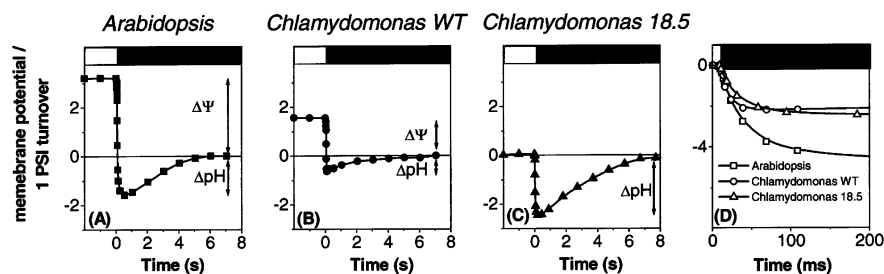 Arabidopsis
Chlamydomonas WT
Chlamydomonas 18.5
memebrane potential /
1 PSI turnover
2
0
-2
ΔΨ
ΔpH
(A)
0 2 4 6 8
Time (s)
2
0
-2
ΔΨ
ΔpH
(B)
0 2 4 6 8
Time (s)
2
0
-2
ΔpH
(C)
0 2 4 6 8
Time (s)
0
-4
Arabidopsis
Chlamydomonas WT
Chlamydomonas 18.5
(D)
0 100 200
Time (ms)